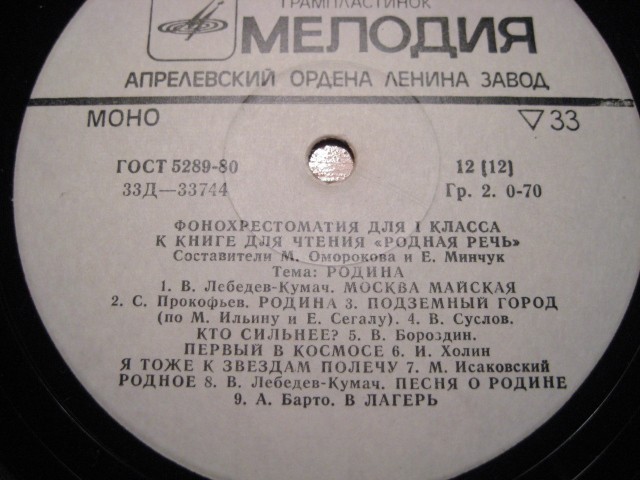 ГРАМПЛАСТИНОК
МЕЛОДИЯ
АПРЕЛЕВСКИЙ ОРДЕНА ЛЕНИНА ЗАВОД
МОНО ▽33
ГОСТ 5289-80 12 [12]
33Д—33744 Гр. 2. 0-70
ФОНОХРЕСТОМАТИЯ ДЛЯ I КЛАССА
К КНИГЕ ДЛЯ ЧТЕНИЯ «РОДНАЯ РЕЧЬ»
Составители М. Оморокова и Е. Минчук
Тема: РОДИНА
1. В. Лебедев-Кумач. МОСКВА МАЙСКАЯ
2. С. Прокофьев. РОДИНА 3. ПОДЗЕМНЫЙ ГОРОД
(по М. Ильину и Е. Сегалу). 4. В. Суслов.
КТО СИЛЬНЕЕ? 5. В. Бороздин.
ПЕРВЫЙ В КОСМОСЕ 6. И. Холин
Я ТОЖЕ К ЗВЕЗДАМ ПОЛЕЧУ 7. М. Исаковский
РОДНОЕ 8. В. Лебедев-Кумач. ПЕСНЯ О РОДИНЕ
9. А. Барто. В ЛАГЕРЬ